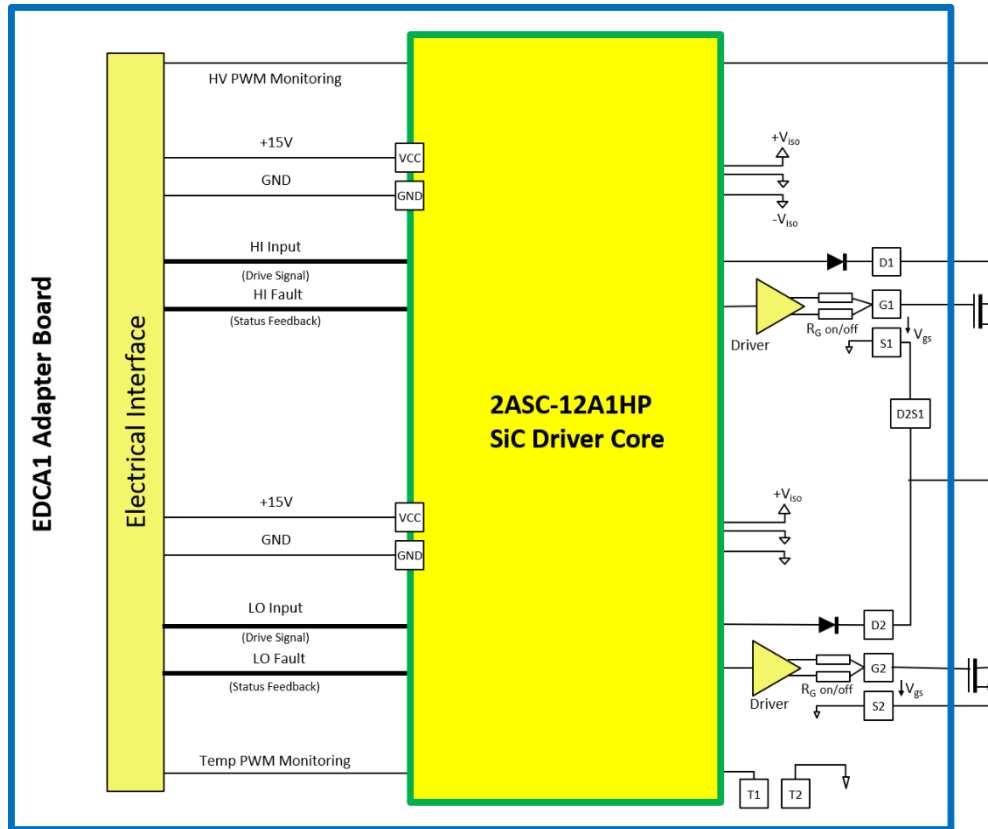 EDCA1 Adapter Board
Electrical Interface
HV PWM Monitoring
+15V
VCC
GND
GND
HI Input
(Drive Signal)
HI Fault
(Status Feedback)
+15V
VCC
GND
GND
LO Input
(Drive Signal)
LO Fault
(Status Feedback)
Temp PWM Monitoring
2ASC-12A1HP
SiC Driver Core
+Viso
-Viso
D1
G1
RG on/off
Vgs
Driver
S1
D2S1
+Viso
D2
G2
RG on/off
Vgs
Driver
S2
T1
T2